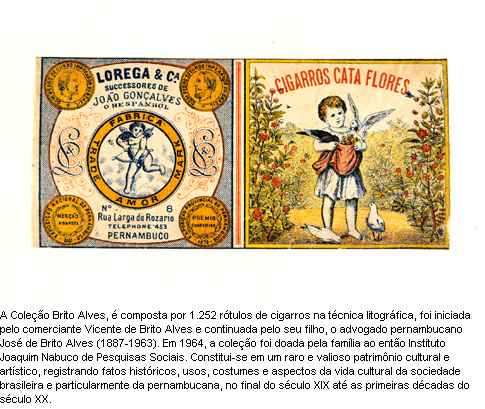 LOREGA & Cª
SUCCESSORES DE
JOÃO GONÇALVES
O HESPANHOL
FABRICA
TRADE MARK
AMOR
Nº 8
Rua Larga do Rozario
TELEPHONE 453
PERNAMBUCO
PREMIO
CIGARROS CATA FLORES
A Coleção Brito Alves, é composta por 1.252 rótulos de cigarros na técnica litográfica, foi iniciada
pelo comerciante Vicente de Brito Alves e continuada pelo seu filho, o advogado pernambucano
José de Brito Alves (1887-1963). Em 1964, a coleção foi doada pela família ao então Instituto
Joaquim Nabuco de Pesquisas Sociais. Constitui-se em um raro e valioso patrimônio cultural e
artístico, registrando fatos históricos, usos, costumes e aspectos da vida cultural da sociedade
brasileira e particularmente da pernambucana, no final do século XIX até as primeiras décadas do
século XX.